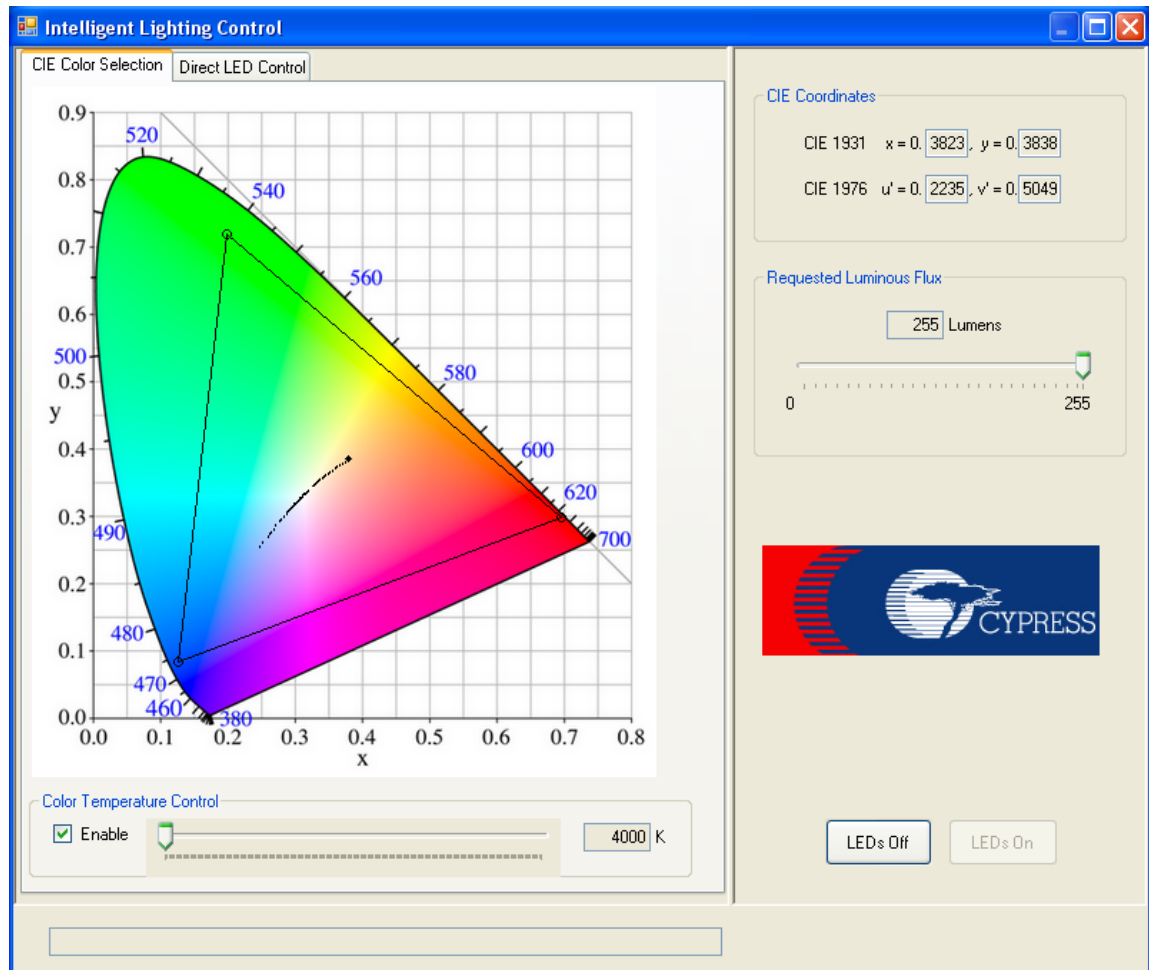 Intelligent Lighting Control
CIE Color Selection
Direct LED Control
0.9
520
0.8
540
0.7
560
0.6
500
580
0.5
y
0.4
600
620
0.3
490
700
0.2
480
0.1
470
460
380
0.0
0.0 0.1 0.2 0.3 0.4 0.5 0.6 0.7 0.8
x
Color Temperature Control
Enable
4000 K
CIE Coordinates
CIE 1931 x = 0. 3823 , y = 0. 3838
CIE 1976 u' = 0. 2235 , v' = 0. 5049
Requested Luminous Flux
255 Lumens
0 255
CYPRESS
LEDs Off
LEDs On